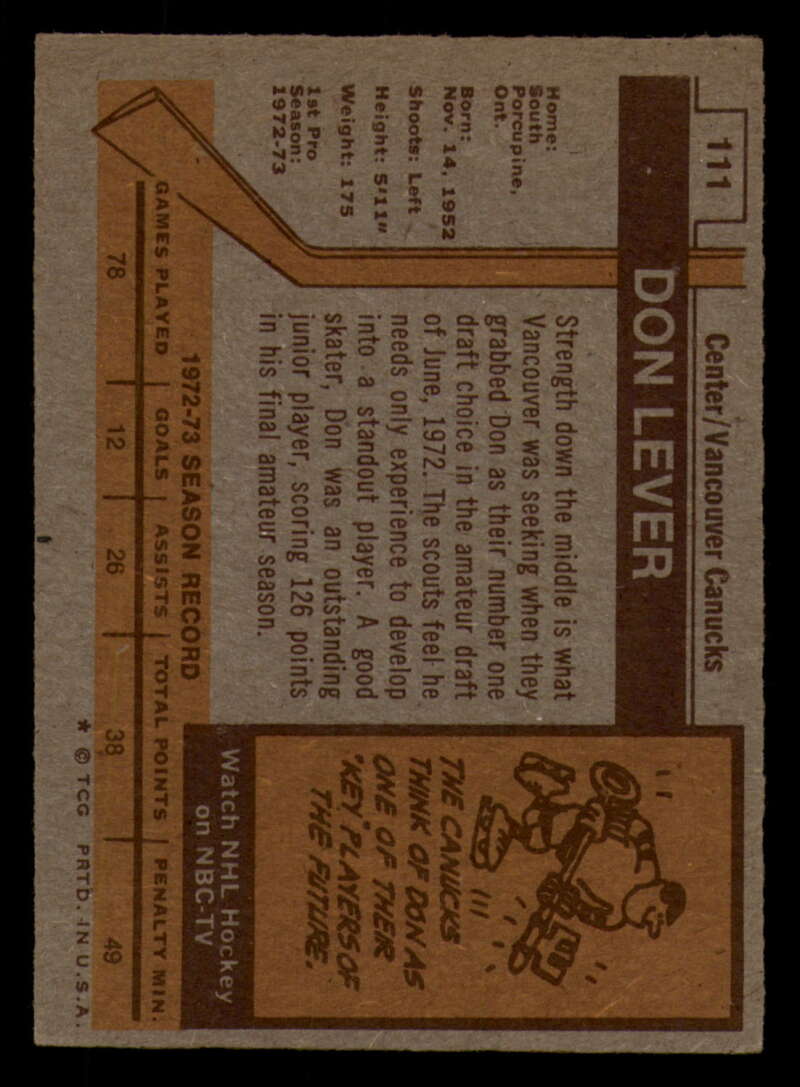 111
Center/Vancouver Canucks
DON LEVER
Home:
South
Porcupine,
Ont.
Born:
Nov. 14, 1952
Shoots: Left
Height: 5'11"
Weight: 175
1st Pro
Season:
1972-73
Strength down the middle is what
Vancouver was seeking when they
grabbed Don as their number one
draft choice in the amateur draft
of June, 1972. The scouts feel he
needs only experience to develop
into a standout player. A good
skater, Don was an outstanding
junior player, scoring 126 points
in his final amateur season.
THE CANUCKS
THINK OF DON AS
ONE OF THEIR
"KEY" PLAYERS OF
THE FUTURE.
Watch NHL Hockey
on NBC-TV
1972-73 SEASON RECORD
GAMES PLAYED GOALS ASSISTS TOTAL POINTS PENALTY MIN.
78 12 26 38 49
* © TCG PRTD. IN U.S.A.